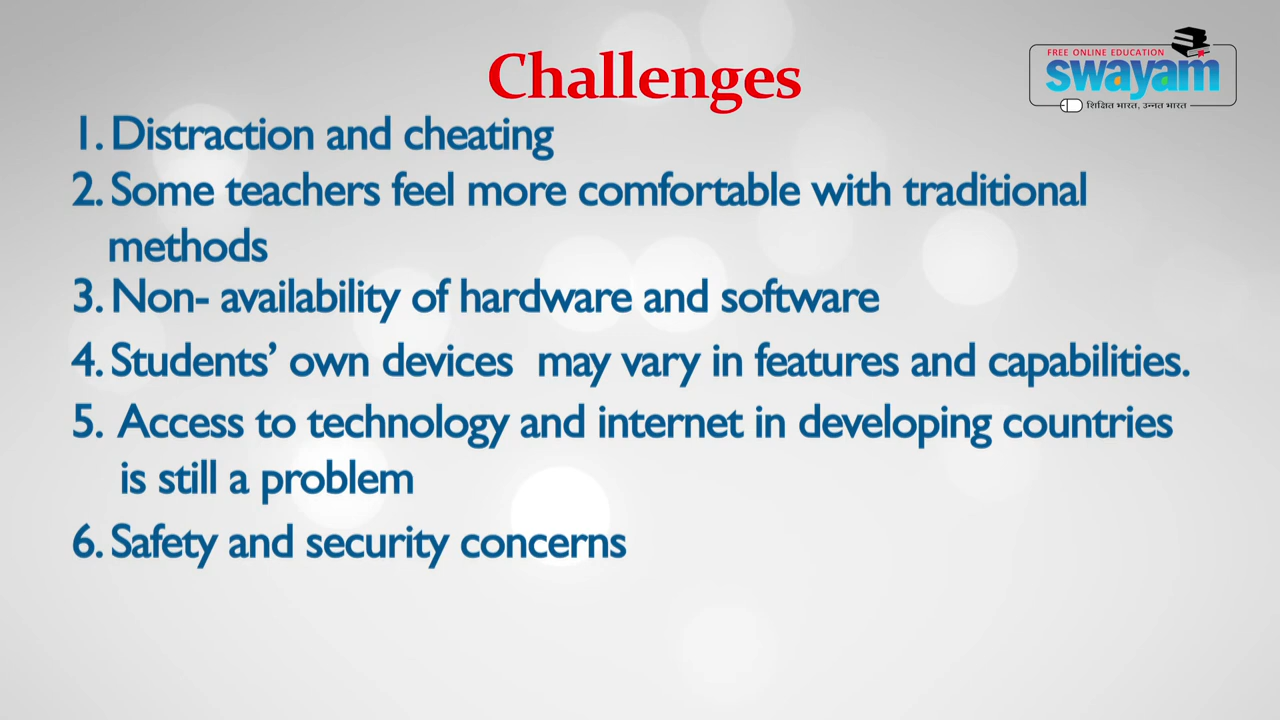 Challenges
FREE ONLINE EDUCATION
swayam
शिक्षित भारत, उन्नत भारत
1. Distraction and cheating
2. Some teachers feel more comfortable with traditional
methods
3. Non- availability of hardware and software
4. Students’ own devices  may vary in features and capabilities.
5.  Access to technology and internet in developing countries
is still a problem
6. Safety and security concerns